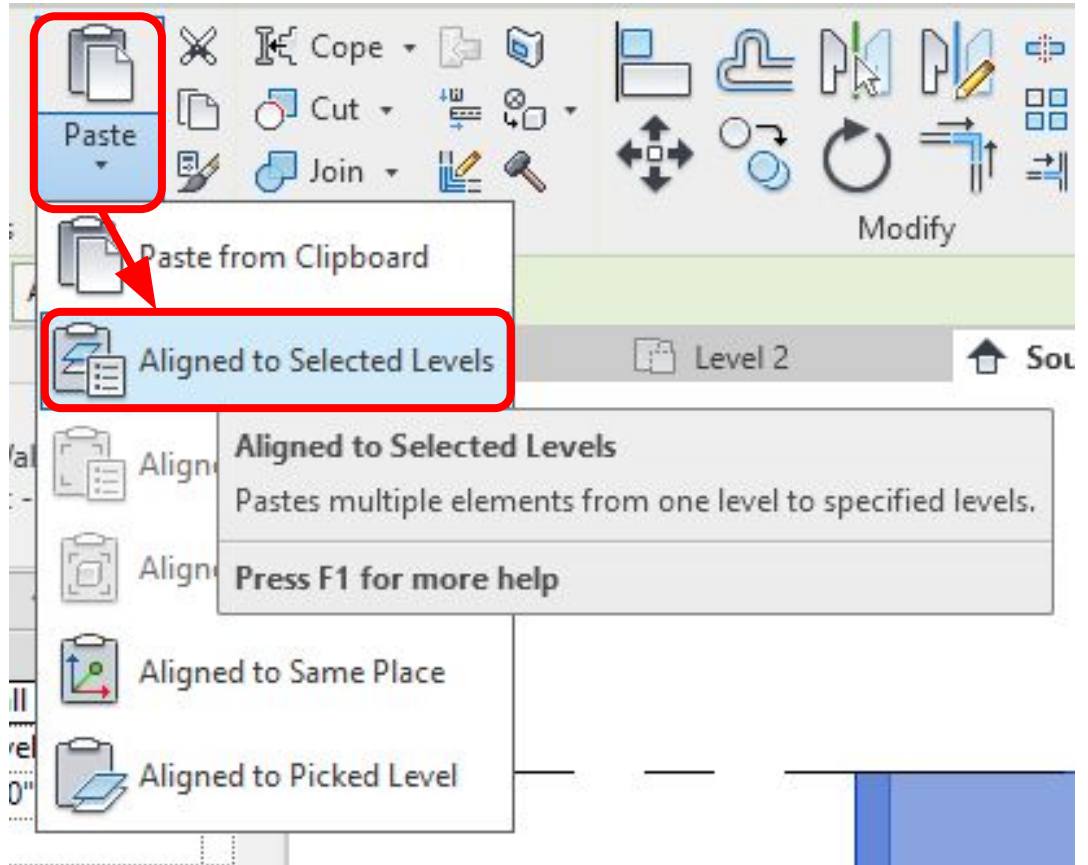 Cope
Cut
Paste
Join
Modify
Paste from Clipboard
Aligned to Selected Levels
Level 2
Aligned to Selected Levels
Pastes multiple elements from one level to specified levels.
Press F1 for more help
Aligned to Same Place
Aligned to Picked Level
0"